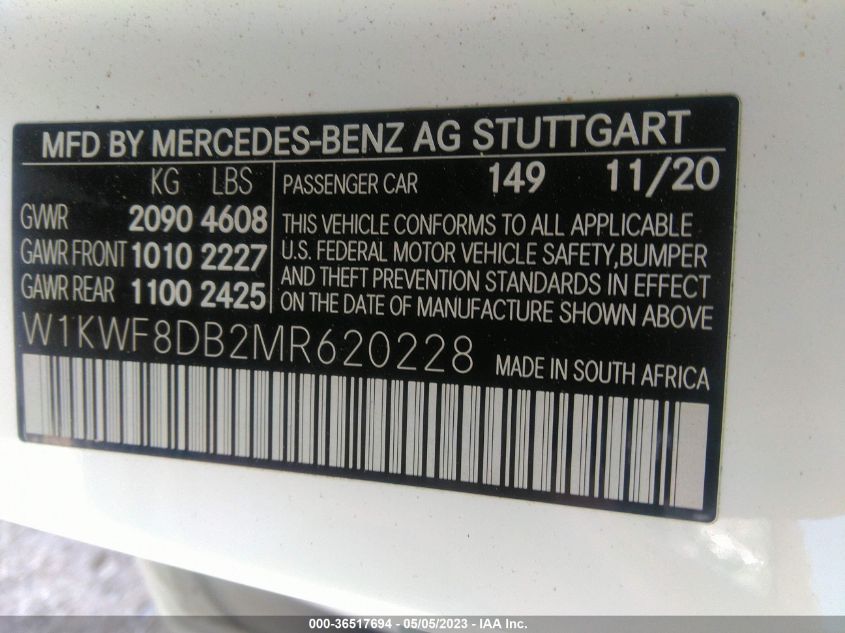 MFD BY MERCEDES-BENZ AG STUTTGART
KG LBS
GVWR 2090 4608
GAWR FRONT 1010 2227
GAWR REAR 1100 2425
PASSENGER CAR 149 11/20
THIS VEHICLE CONFORMS TO ALL APPLICABLE
U.S. FEDERAL MOTOR VEHICLE SAFETY,BUMPER
AND THEFT PREVENTION STANDARDS IN EFFECT
ON THE DATE OF MANUFACTURE SHOWN ABOVE
W1KWF8DB2MR620228
MADE IN SOUTH AFRICA
000-36517694 - 05/05/2023 - IAA Inc.